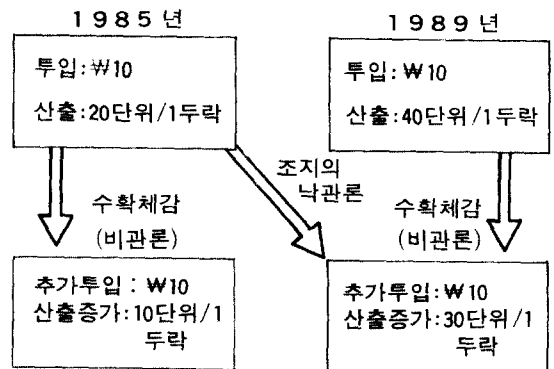 1985년
투입:₩10
산출:20단위/1두락
수확체감
(비관론)
추가투입:₩10
산출증가:10단위/1
두락
조지의
낙관론
1989년
투입:₩10
산출:40단위/1두락
수확체감
(비관론)
추가투입:₩10
산출증가:30단위/1
두락